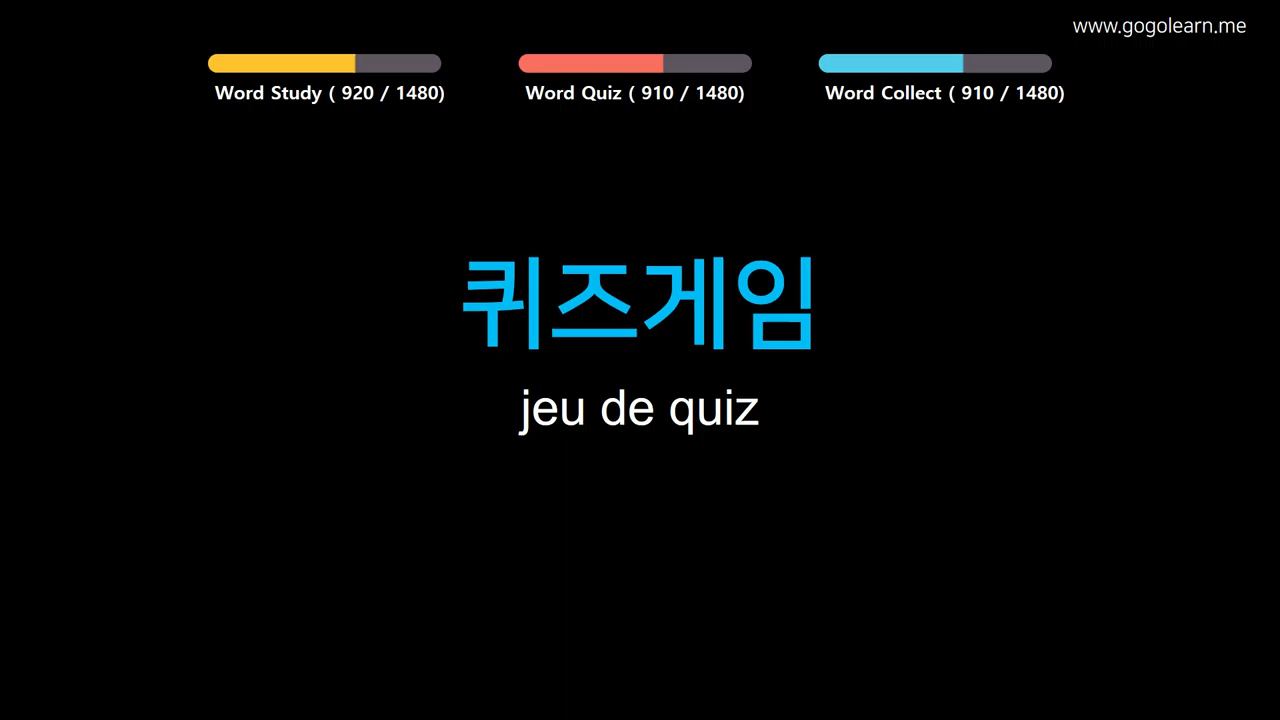 www.gogolearn.me
Word Study ( 920 / 1480)
Word Quiz ( 910 / 1480)
Word Collect ( 910 / 1480)
퀴즈게임
jeu de quiz